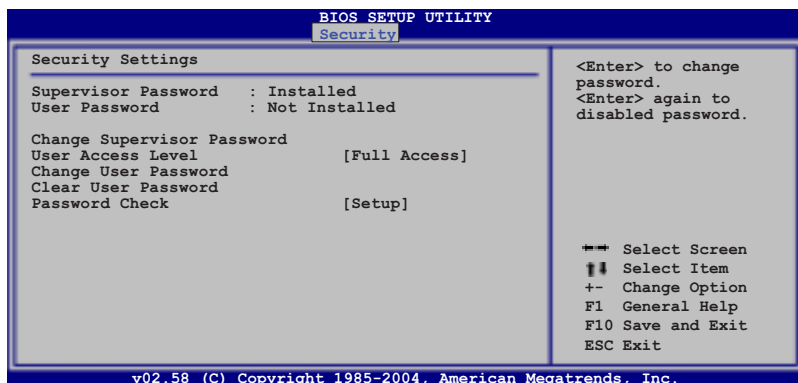 BIOS SETUP UTILITY
Security
Security Settings
Supervisor Password : Installed
User Password : Not Installed
Change Supervisor Password
User Access Level [Full Access]
Change User Password
Clear User Password
Password Check [Setup]
<Enter> to change
password.
<Enter> again to
disabled password.
Select Screen
Select Item
+- Change Option
F1 General Help
F10 Save and Exit
ESC Exit
v02.58 (C) Copyright 1985-2004, American Megatrends, Inc.